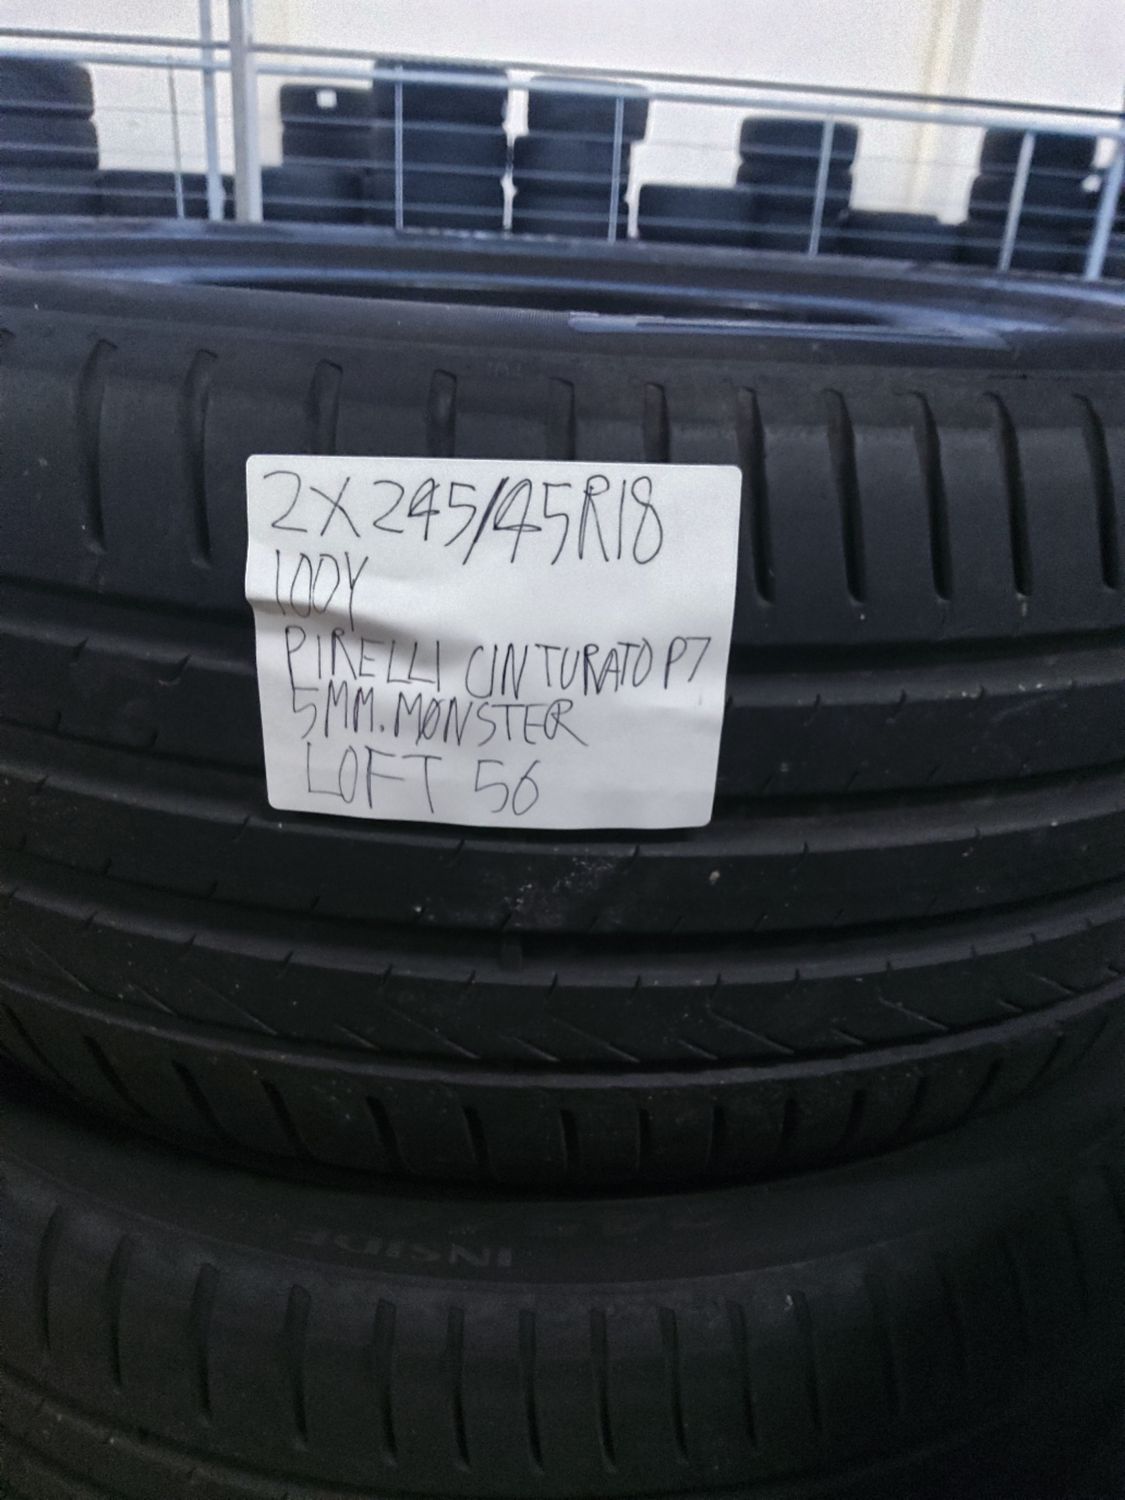 2X245/45R18
100Y
PIRELLI CINTURATO P7
5MM.MØNSTER
LOFT 56
INSIDE